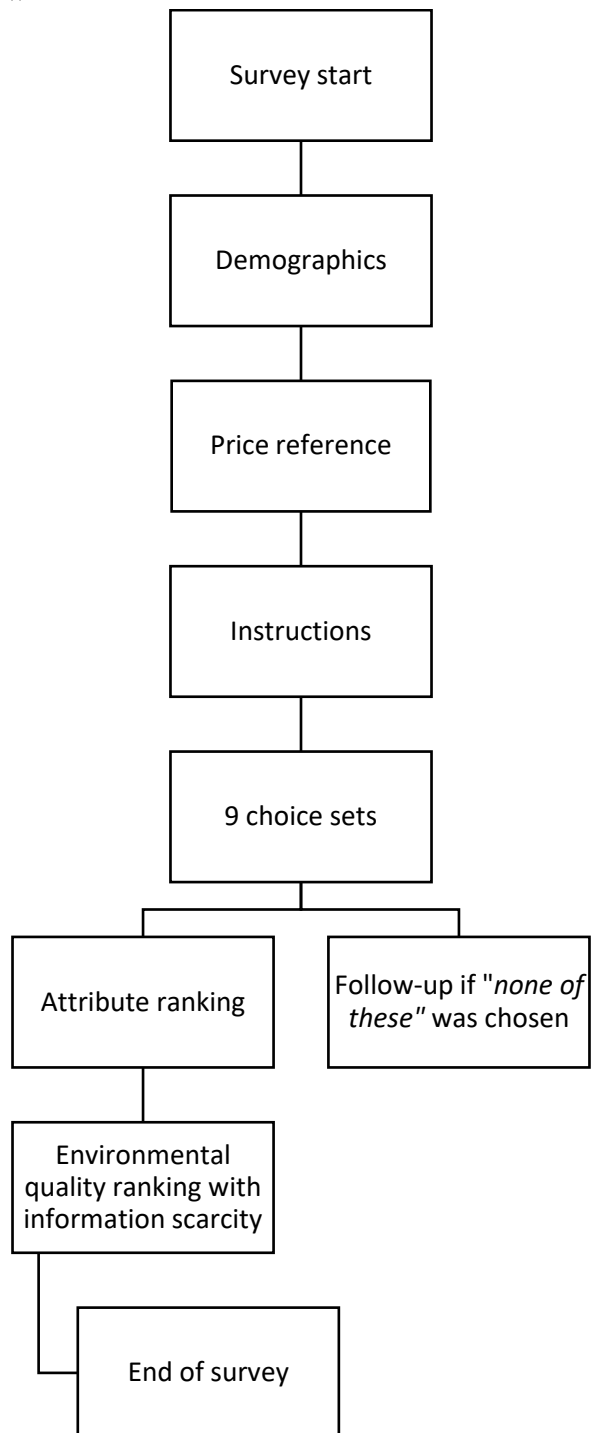 Survey start
Demographics
Price reference
Instructions
9 choice sets
Attribute ranking
Follow-up if "none of
these" was chosen
Environmental
quality ranking with
information scarcity
End of survey